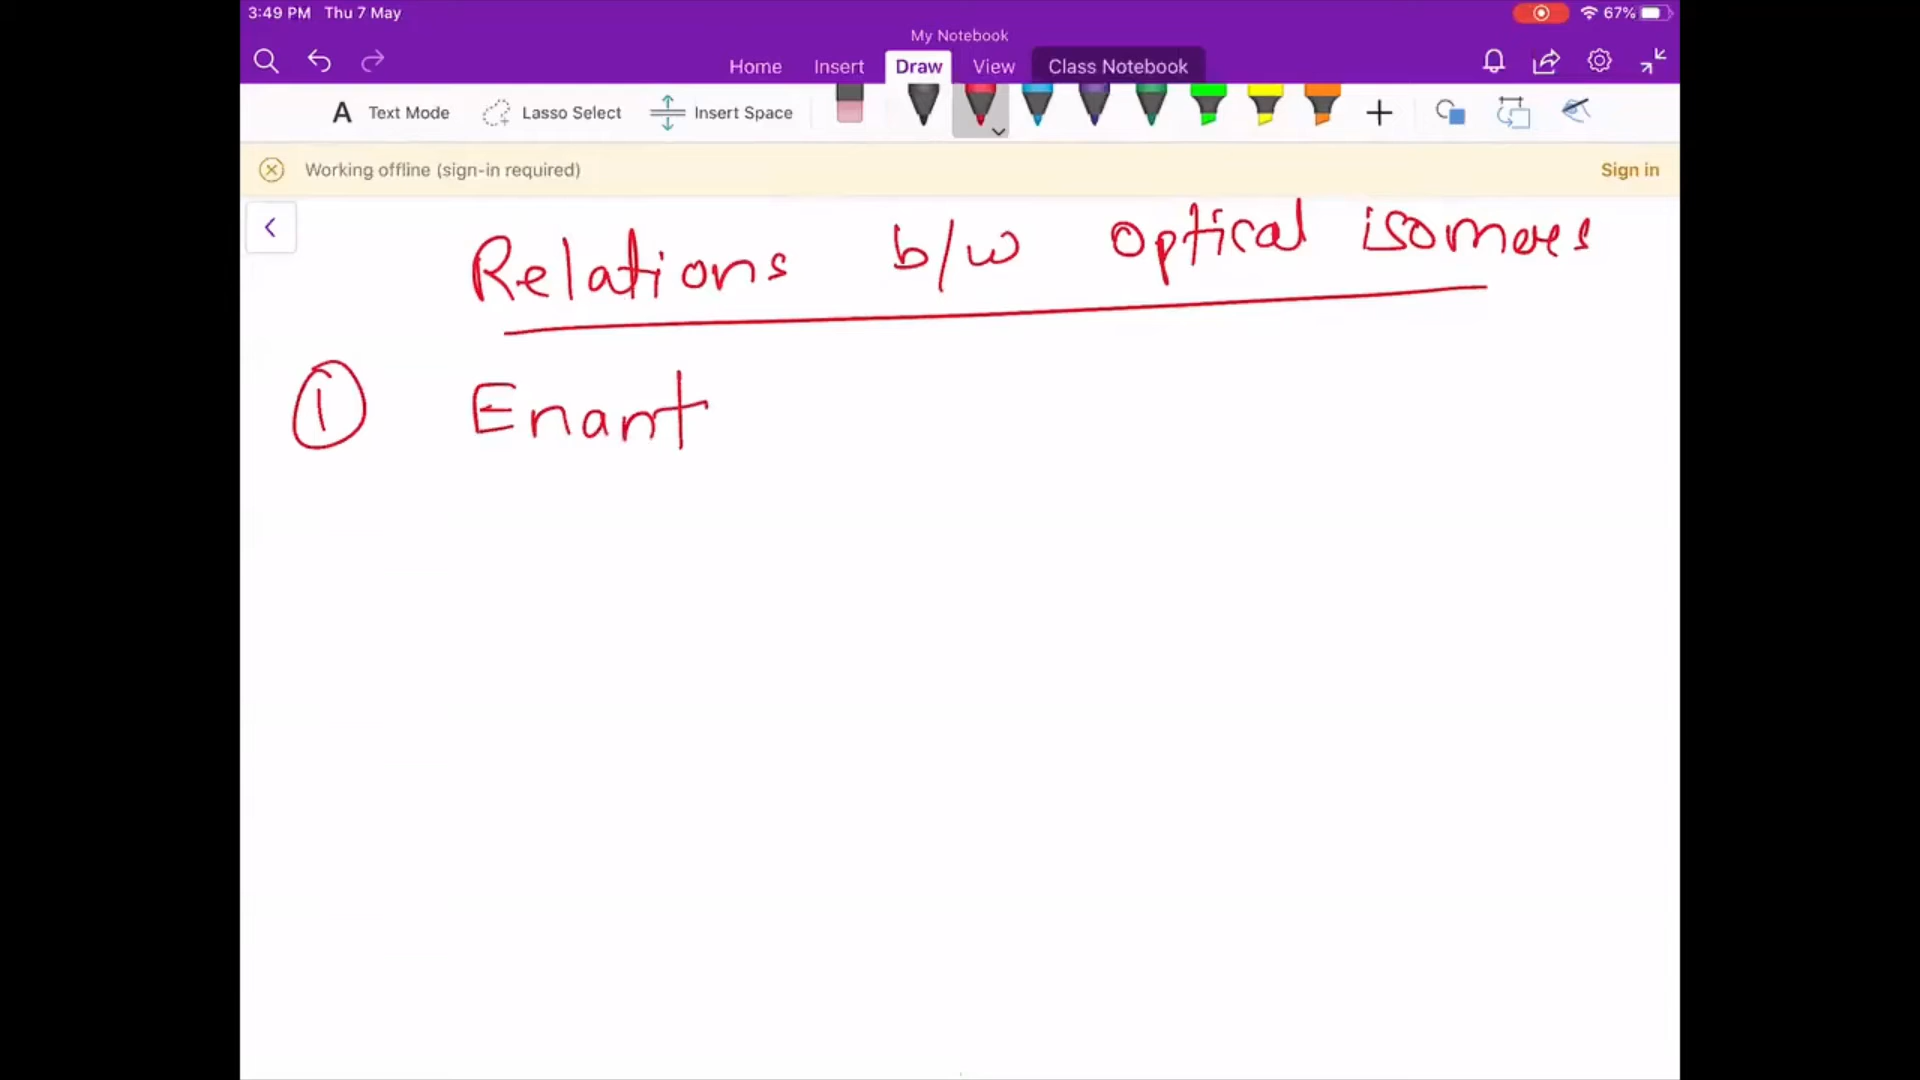 3:49 PM Thu 7 May 67%
My Notebook
Home Insert Draw View Class Notebook
A Text Mode Lasso Select Insert Space
Working offline (sign-in required) Sign in
Relations b/w Optical isomers
1 Enant